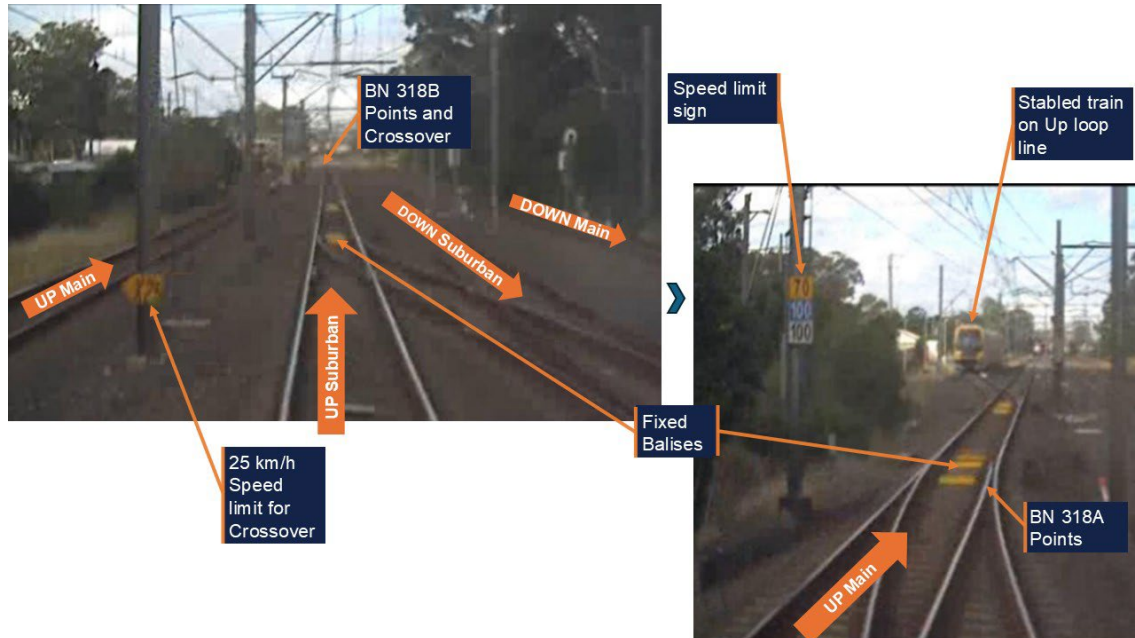 BN 318B
Points and
Crossover
Speed limit
sign
Stabled train
on Up loop
line
DOWN Main
DOWN Suburban
UP Main
UP Suburban
70
100
100
Fixed
Balises
25 km/h
Speed
limit for
Crossover
BN 318A
Points
UP Main